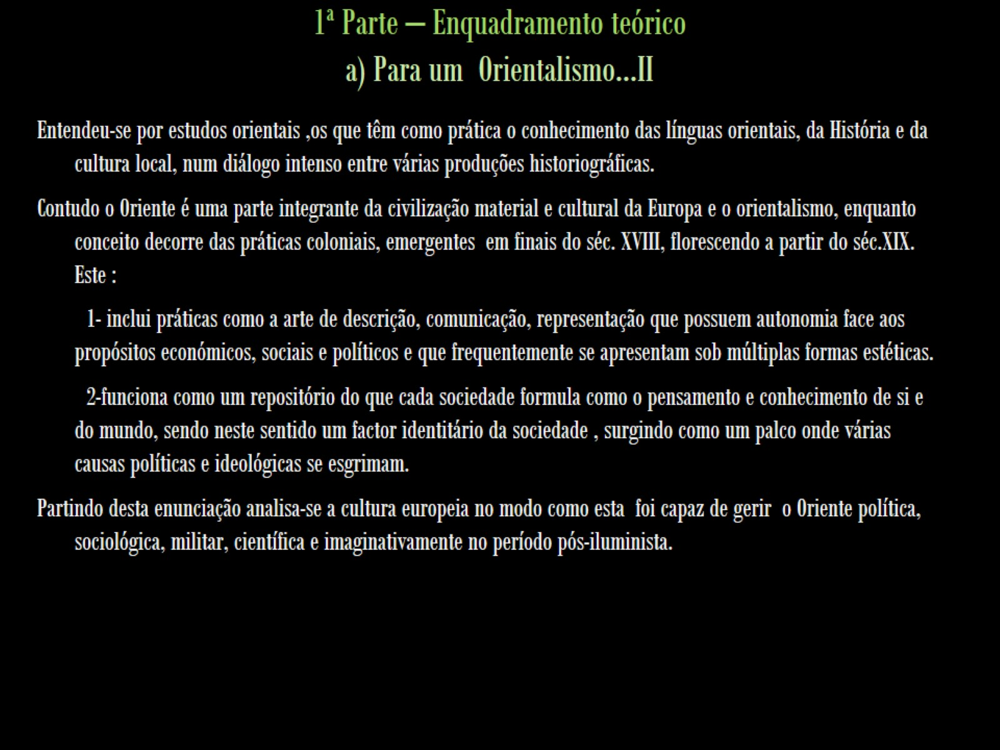 1ª Parte – Enquadramento teórico
a) Para um Orientalismo...II
Entendeu-se por estudos orientais ,os que têm como prática o conhecimento das línguas orientais, da História e da
cultura local, num diálogo intenso entre várias produções historiográficas.
Contudo o Oriente é uma parte integrante da civilização material e cultural da Europa e o orientalismo, enquanto
conceito decorre das práticas coloniais, emergentes em finais do séc. XVIII, florescendo a partir do séc.XIX.
Este :
1- inclui práticas como a arte de descrição, comunicação, representação que possuem autonomia face aos
propósitos económicos, sociais e políticos e que frequentemente se apresentam sob múltiplas formas estéticas.
2-funciona como um repositório do que cada sociedade formula como o pensamento e conhecimento de si e
do mundo, sendo neste sentido um factor identitário da sociedade , surgindo como um palco onde várias
causas políticas e ideológicas se esgrimam.
Partindo desta enunciação analisa-se a cultura europeia no modo como esta foi capaz de gerir o Oriente política,
sociológica, militar, científica e imaginativamente no período pós-iluminista.